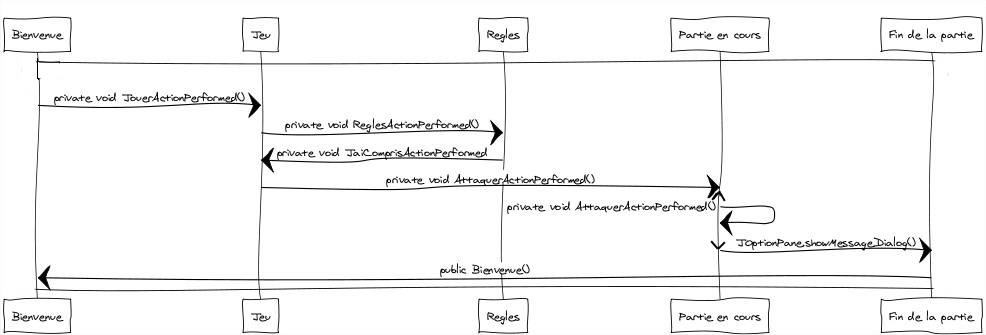 Bienvenue
Jeu
Regles
Partie en cours
Fin de la partie
private void JouerActionPerformed()
private void ReglesActionPerformed()
private void JaiComprisActionPerformed
private void AttaquerActionPerformed()
private void AttaquerActionPerformed()
JOptionPane.showMessageDialog()
public Bienvenue()
Bienvenue
Jeu
Regles
Partie en cours
Fin de la partie